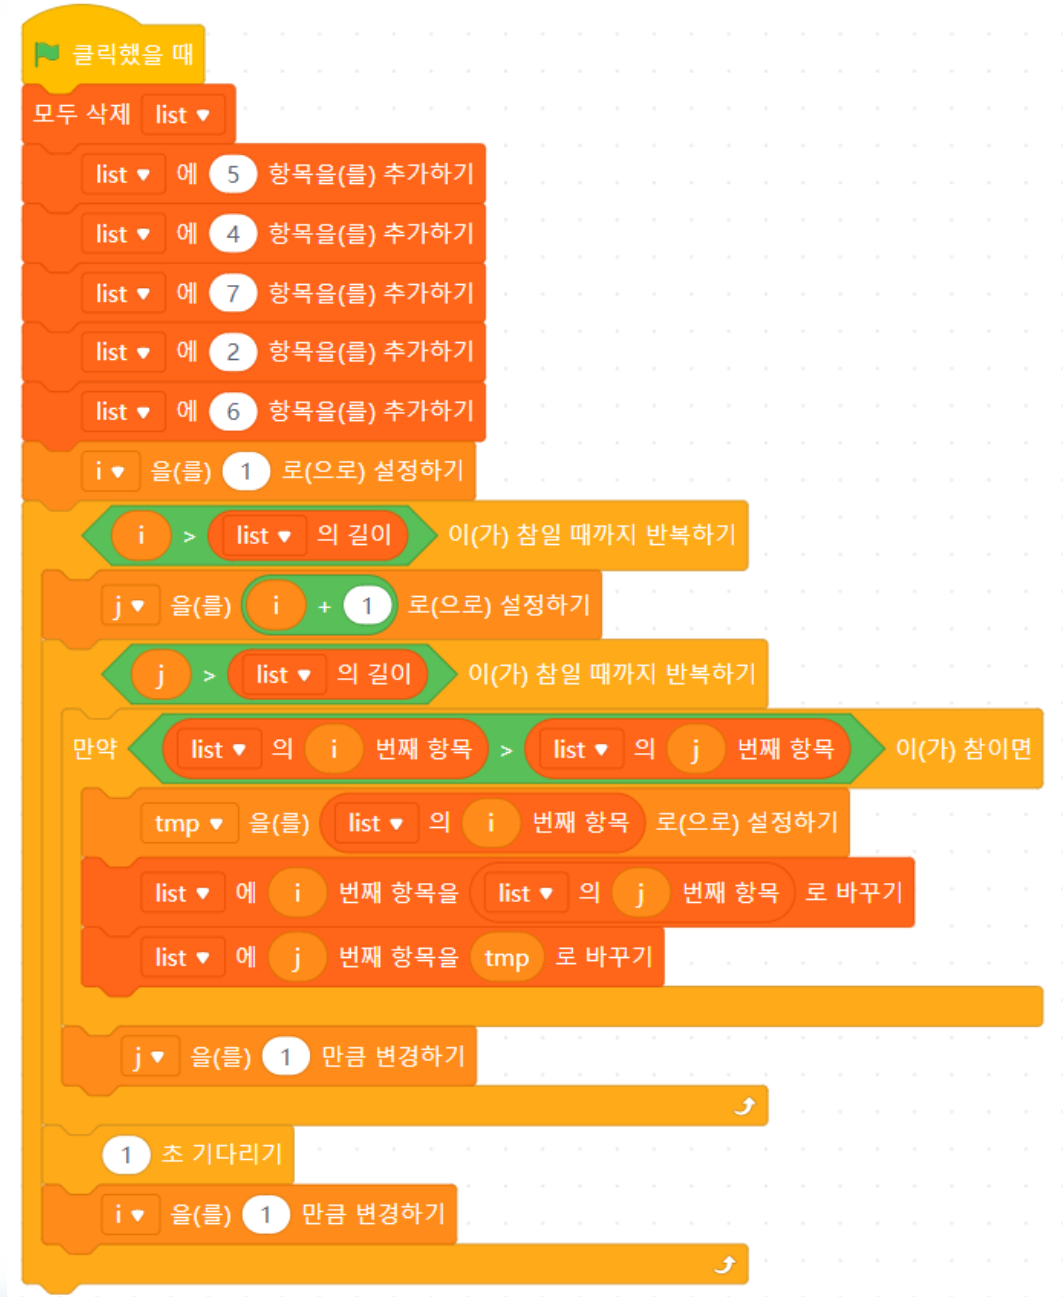 클릭했을 때
모두 삭제 list
list 에 5 항목을(를) 추가하기
list 에 4 항목을(를) 추가하기
list 에 7 항목을(를) 추가하기
list 에 2 항목을(를) 추가하기
list 에 6 항목을(를) 추가하기
i 을(를) 1 로(으로) 설정하기
i > list 의 길이 이(가) 참일 때까지 반복하기
j 을(를) i + 1 로(으로) 설정하기
j > list 의 길이 이(가) 참일 때까지 반복하기
만약 list 의 i 번째 항목 > list 의 j 번째 항목 이(가) 참이면
tmp 을(를) list 의 i 번째 항목 로(으로) 설정하기
list 에 i 번째 항목을 list 의 j 번째 항목 로 바꾸기
list 에 j 번째 항목을 tmp 로 바꾸기
j 을(를) 1 만큼 변경하기
1 초 기다리기
i 을(를) 1 만큼 변경하기